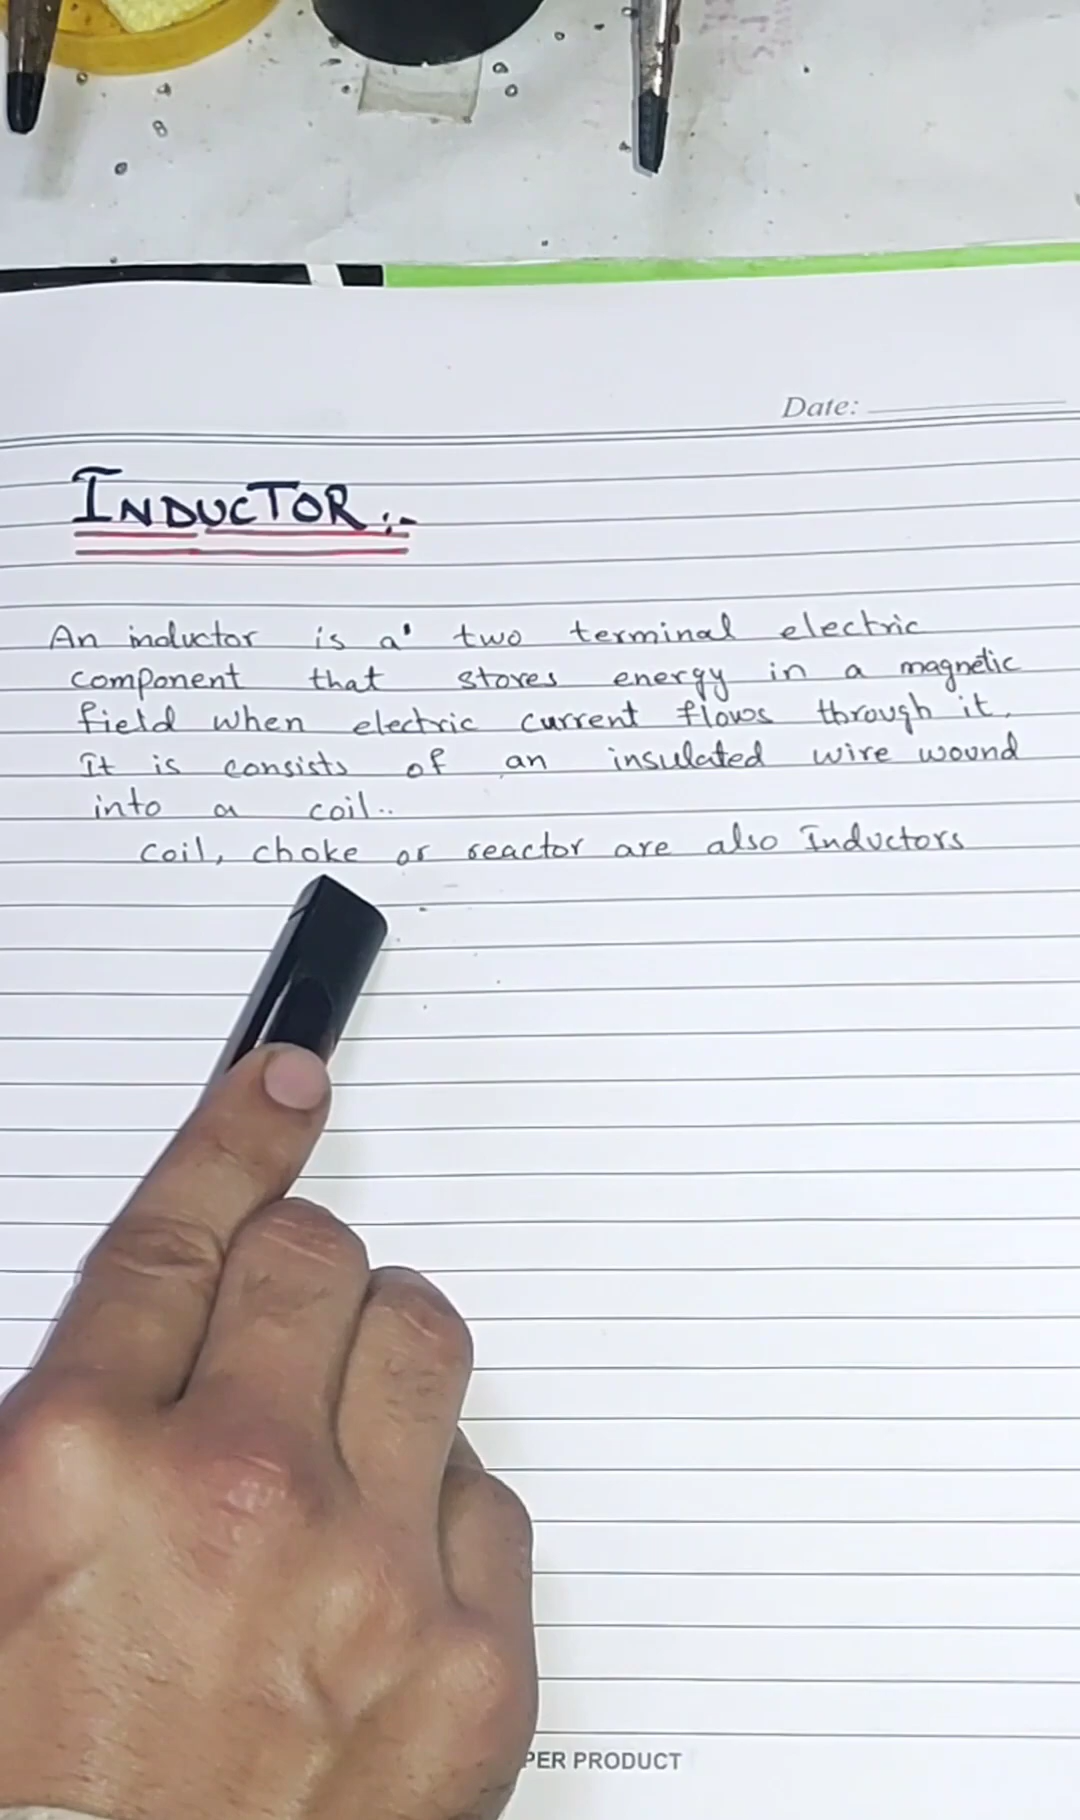 Date:
INDUCTOR :-
An inductor is a two terminal electric
component that stores energy in a magnetic
field when electric current flows through it.
It is consists of an insulated wire wound
into a coil..
Coil, choke or reactor are also Inductors
PER PRODUCT